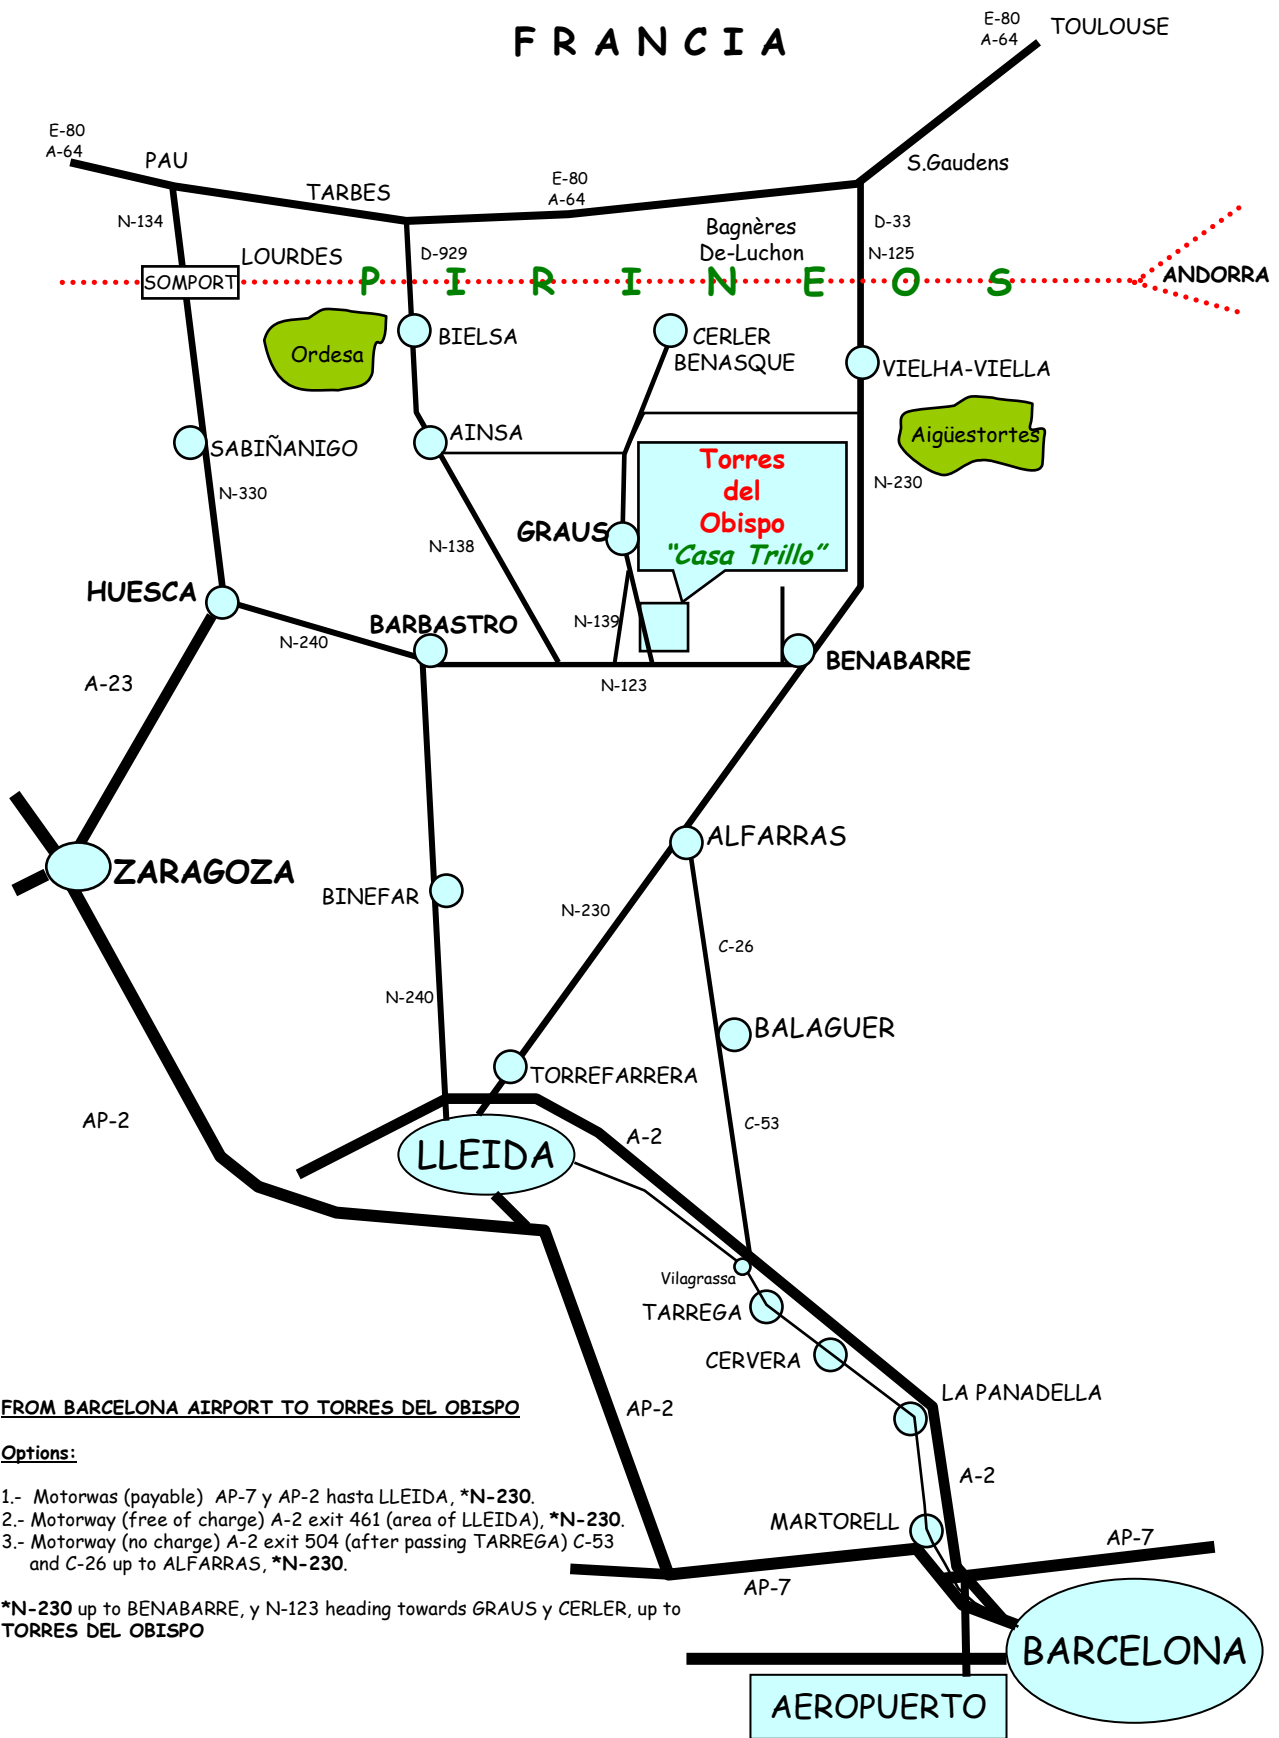 FRANCIA
E-80
A-64
TOULOUSE
E-80
A-64
PAU
TARBES
E-80
A-64
S.Gaudens
N-134
LOURDES
D-929
Bagnères
De-Luchon
D-33
N-125
SOMPORT
PIRINEOS
ANDORRA
Ordesa
BIELSA
CERLER
BENASQUE
VIELHA-VIELLA
SABIÑANIGO
AINSA
Aigüestortes
N-330
Torres
del
Obispo
"Casa Trillo"
N-230
GRAUS
N-138
HUESCA
N-240
BARBASTRO
N-139
BENABARRE
A-23
N-123
ZARAGOZA
ALFARRAS
BINEFAR
N-230
C-26
N-240
BALAGUER
TORREFARRERA
AP-2
C-53
A-2
LLEIDA
Vilagrassa
TARREGA
CERVERA
LA PANADELLA
AP-2
A-2
MARTORELL
AP-7
AP-7
BARCELONA
AEROPUERTO
FROM BARCELONA AIRPORT TO TORRES DEL OBISPO
Options:
1.- Motorwas (payable) AP-7 y AP-2 hasta LLEIDA, *N-230.
2.- Motorway (free of charge) A-2 exit 461 (area of LLEIDA), *N-230.
3.- Motorway (no charge) A-2 exit 504 (after passing TARREGA) C-53
and C-26 up to ALFARRAS, *N-230.
*N-230 up to BENABARRE, y N-123 heading towards GRAUS y CERLER, up to
TORRES DEL OBISPO